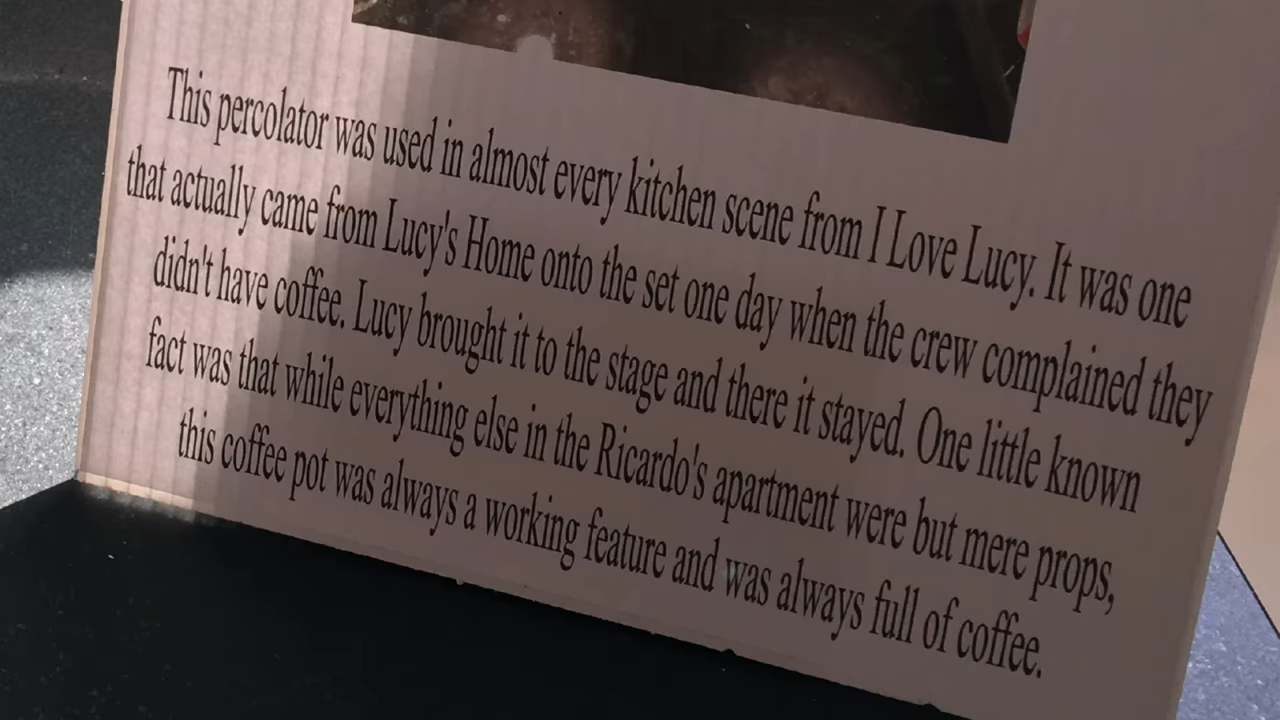 This percolator was used in almost every kitchen scene from I Love Lucy. It was one
that actually came from Lucy's Home onto the set one day when the crew complained they
didn't have coffee. Lucy brought it to the stage and there it stayed. One little known
fact was that while everything else in the Ricardo's apartment were but mere props,
this coffee pot was always a working feature and was always full of coffee.